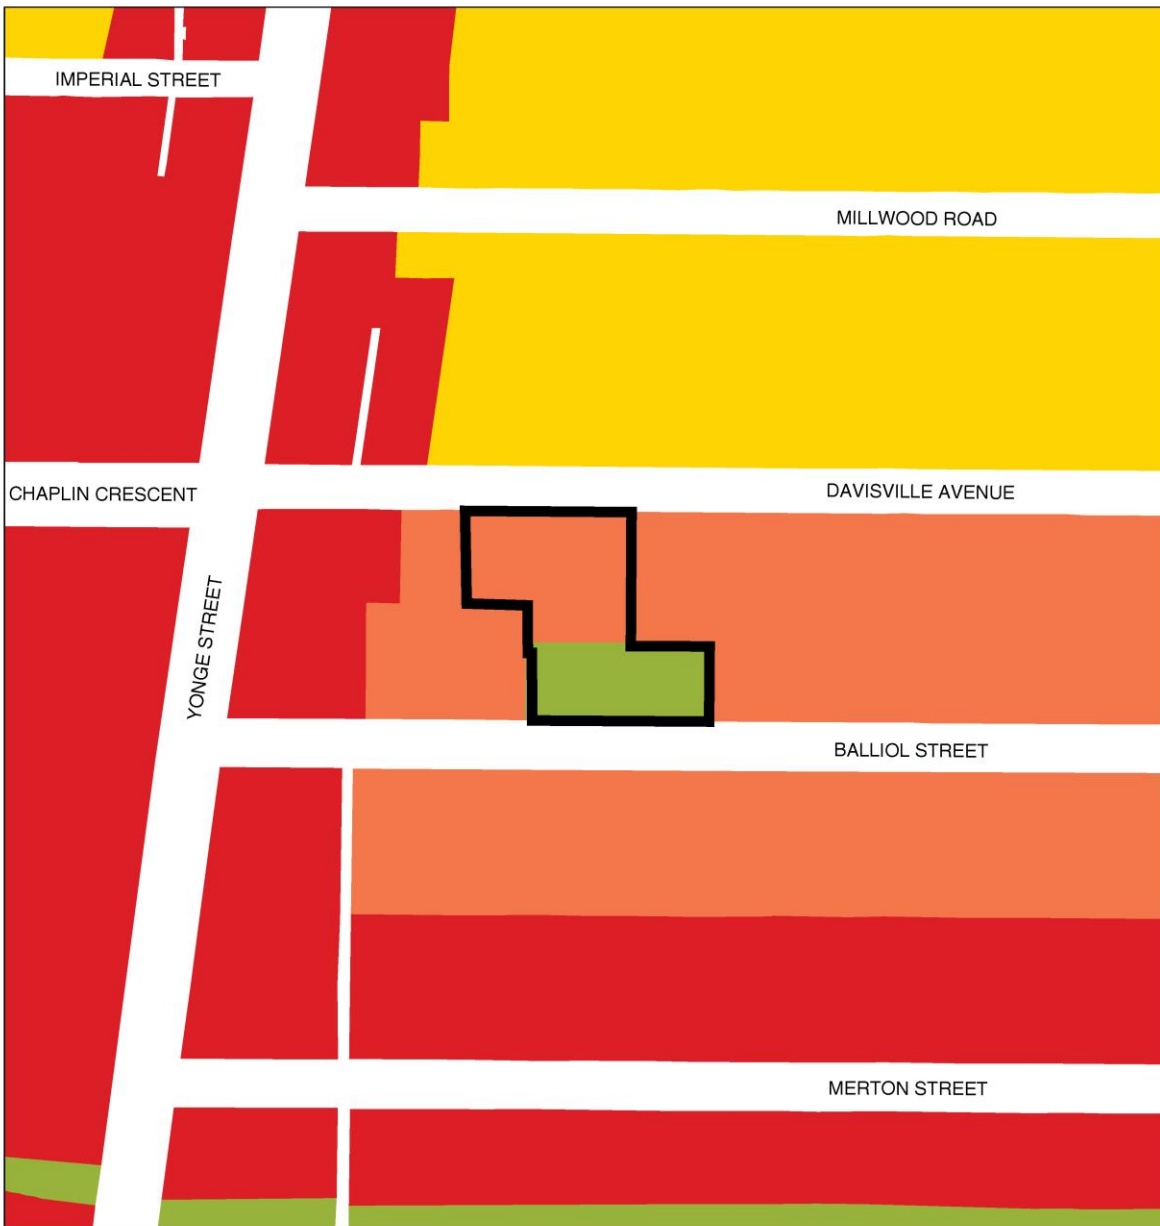 IMPERIAL STREET
MILLWOOD ROAD
CHAPLIN CRESCENT
DAVISVILLE AVENUE
YONGE STREET
BALLIOL STREET
MERTON STREET